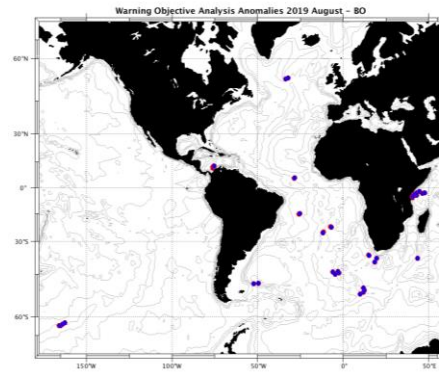 Warning Objective Analysis Anomalies 2019 August – BO
60°N
30°N
0°
30°S
60°S
150°W 100°W 50°W 0° 50°E